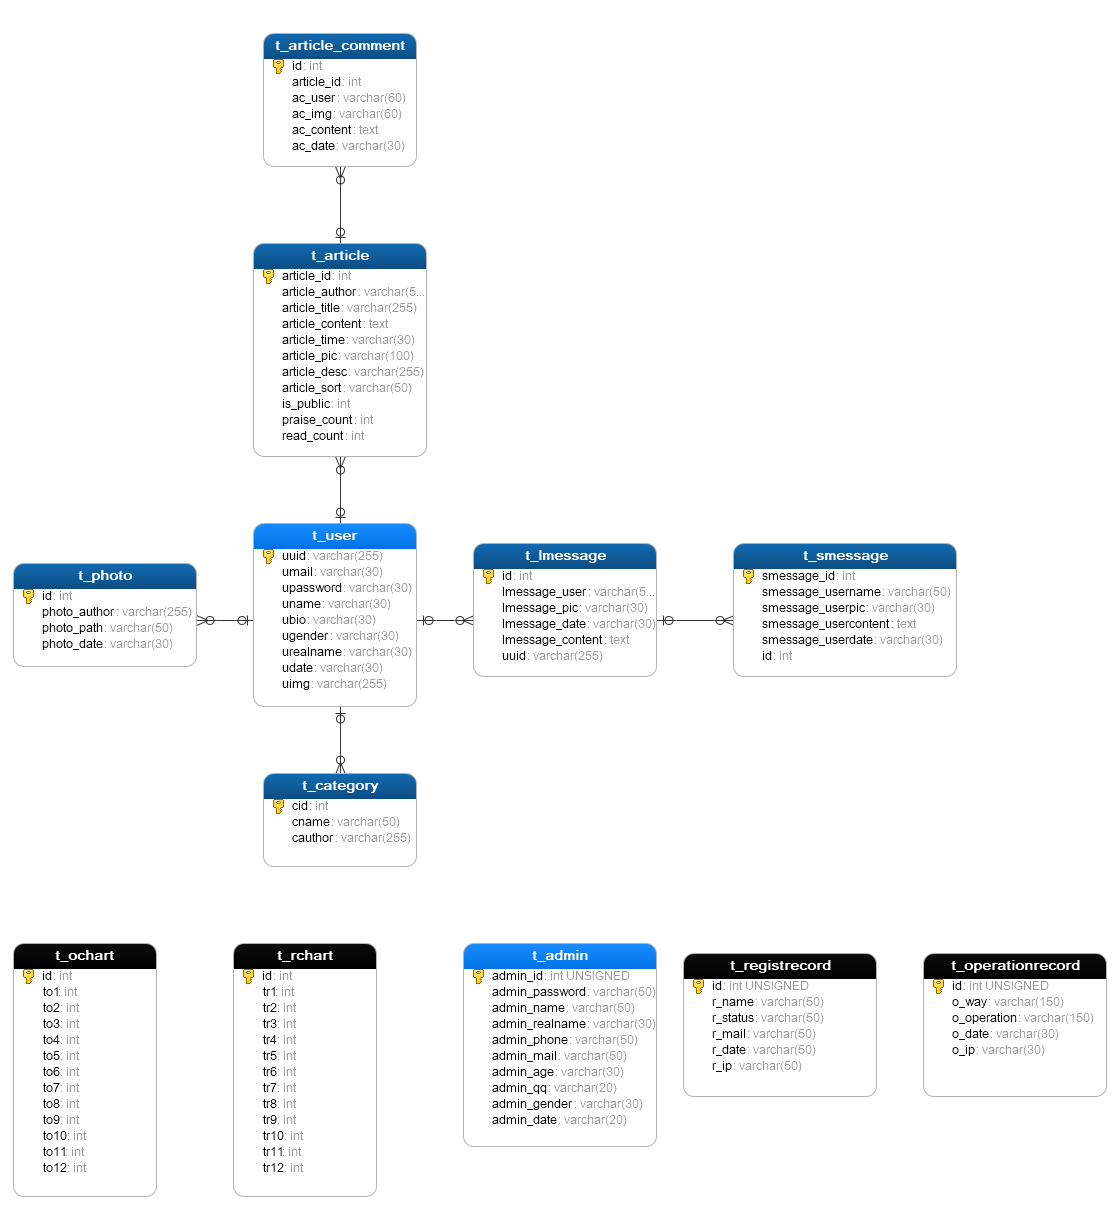 t_article_comment
id: int
article_id: int
ac_user: varchar(60)
ac_img: varchar(60)
ac_content: text
ac_date: varchar(30)
t_article
article_id: int
article_author: varchar(5...
article_title: varchar(255)
article_content: text
article_time: varchar(30)
article_pic: varchar(100)
article_desc: varchar(255)
article_sort: varchar(50)
is_public: int
praise_count: int
read_count: int
t_photo
id: int
photo_author: varchar(255)
photo_path: varchar(50)
photo_date: varchar(30)
t_user
uuid: varchar(255)
umail: varchar(30)
upassword: varchar(30)
uname: varchar(30)
ubio: varchar(30)
ugender: varchar(30)
urealname: varchar(30)
udate: varchar(30)
uimg: varchar(255)
t_lmessage
id: int
lmessage_user: varchar(5...
lmessage_pic: varchar(30)
lmessage_date: varchar(30)
lmessage_content: text
uuid: varchar(255)
t_smessage
smessage_id: int
smessage_username: varchar(50)
smessage_userpic: varchar(30)
smessage_usercontent: text
smessage_userdate: varchar(30)
id: int
t_category
cid: int
cname: varchar(50)
cauthor: varchar(255)
t_ochart
id: int
to1: int
to2: int
to3: int
to4: int
to5: int
to6: int
to7: int
to8: int
to9: int
to10: int
to11: int
to12: int
t_rchart
id: int
tr1: int
tr2: int
tr3: int
tr4: int
tr5: int
tr6: int
tr7: int
tr8: int
tr9: int
tr10: int
tr11: int
tr12: int
t_admin
admin_id: int UNSIGNED
admin_password: varchar(50)
admin_name: varchar(50)
admin_realname: varchar(30)
admin_phone: varchar(50)
admin_mail: varchar(50)
admin_age: varchar(30)
admin_qq: varchar(20)
admin_gender: varchar(30)
admin_date: varchar(20)
t_registrecord
id: int UNSIGNED
r_name: varchar(50)
r_status: varchar(50)
r_mail: varchar(50)
r_date: varchar(50)
r_ip: varchar(50)
t_operationrecord
id: int UNSIGNED
o_way: varchar(150)
o_operation: varchar(150)
o_date: varchar(30)
o_ip: varchar(30)